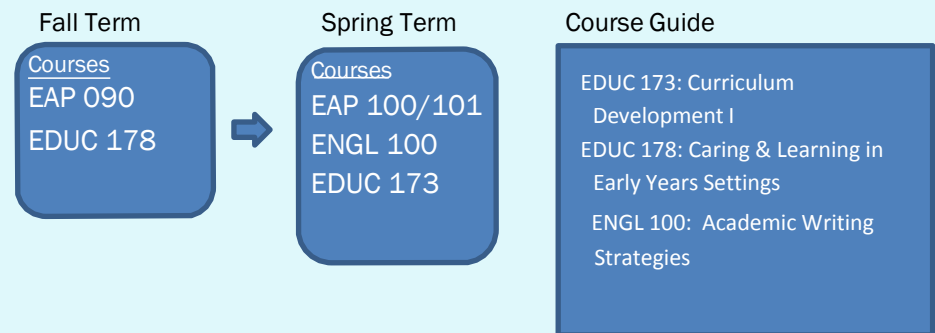 Fall Term
Courses
EAP 090
EDUC 178
Spring Term
Courses
EAP 100/101
ENGL 100
EDUC 173
Course Guide
EDUC 173: Curriculum
Development I
EDUC 178: Caring & Learning in
Early Years Settings
ENGL 100: Academic Writing
Strategies